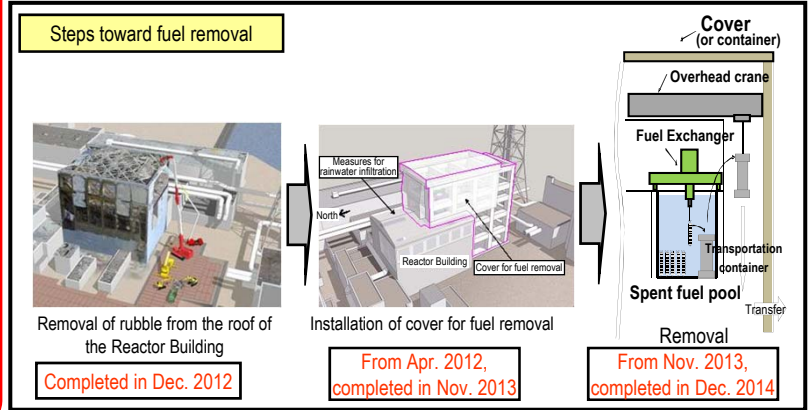 Steps toward fuel removal
Measures for
rainwater infiltration
North
Reactor Building
Cover for fuel removal
Cover
(or container)
Overhead crane
Fuel Exchanger
Transportation
container
Spent fuel pool
Transfer
Removal of rubble from the roof of
the Reactor Building
Completed in Dec. 2012
Installation of cover for fuel removal
From Apr. 2012,
completed in Nov. 2013
Removal
From Nov. 2013,
completed in Dec. 2014